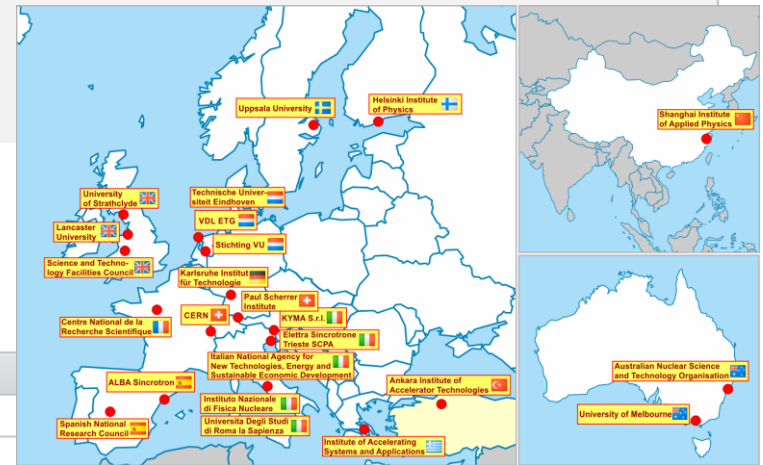 Uppsala University
Helsinki Institute
of Physics
Shanghai Institute
of Applied Physics
University
of Strathclyde
Technische Univer-
siteit Eindhoven
VDL ETG
Lancaster
University
Stichting VU
Science and Techno-
logy Facilities Council
Karlsruhe Institut
für Technologie
Paul Scherrer
Institute
CERN
KYMA S.r.l.
Centre National de la
Recherche Scientifique
Elettra Sincrotrone
Trieste SCPA
Italian National Agency for
New Technologies, Energy and
Sustainable Economic Development
ALBA Sincrotron
Ankara Institute of
Accelerator Technologies
Instituto Nazionale
di Fisica Nucleare
Spanish National
Research Council
Universita Degli Studi
di Roma la Sapienza
Institute of Accelerating
Systems and Applications
Australian Nuclear Science
and Technology Organisation
University of Melbourne